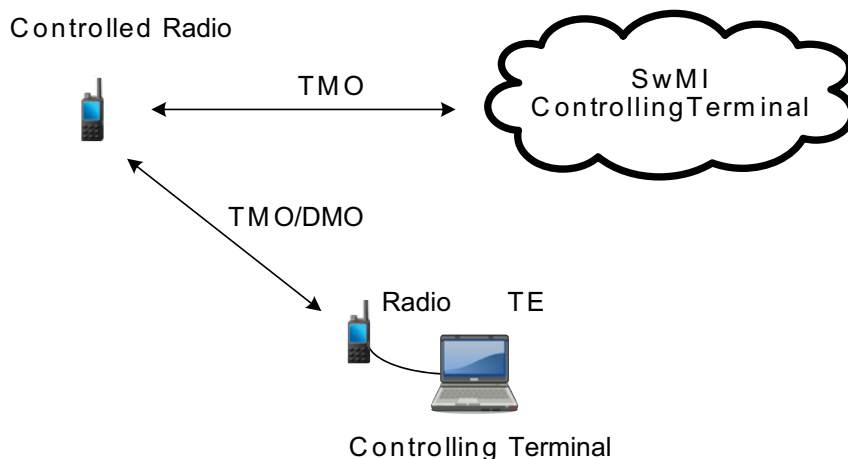 Controlled Radio
TMO
SwMI
ControllingTerminal
TMO/DMO
Radio TE
Controlling Terminal